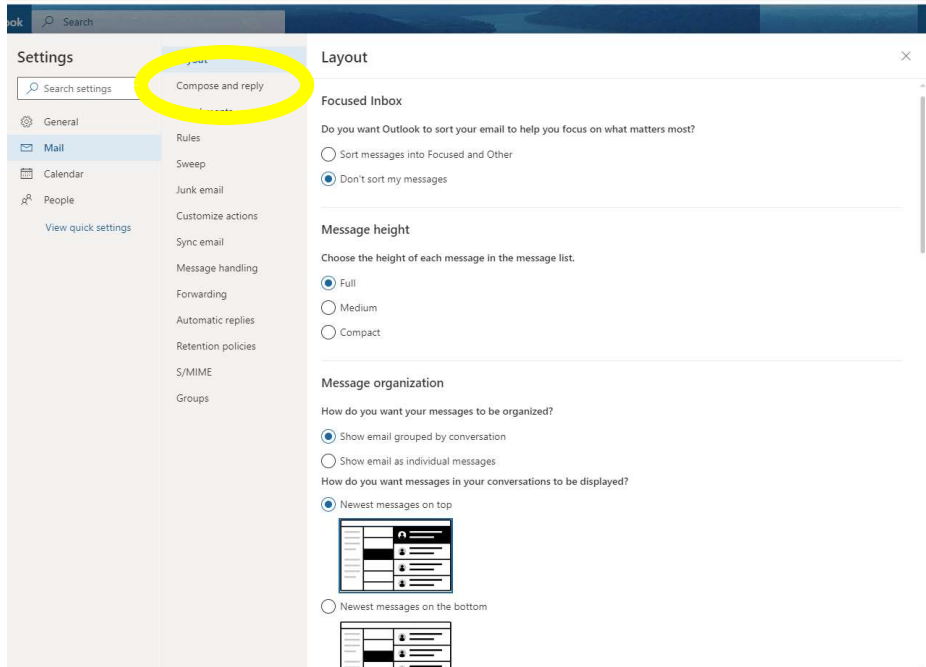 ook
Search
Settings
Search settings
General
Mail
Calendar
People
View quick settings
Layout
Compose and reply
Rules
Sweep
Junk email
Customize actions
Sync email
Message handling
Forwarding
Automatic replies
Retention policies
S/MIME
Groups
Layout
Focused Inbox
Do you want Outlook to sort your email to help you focus on what matters most?
Sort messages into Focused and Other
Don't sort my messages
Message height
Choose the height of each message in the message list.
Full
Medium
Compact
Message organization
How do you want your messages to be organized?
Show email grouped by conversation
Show email as individual messages
How do you want messages in your conversations to be displayed?
Newest messages on top
Newest messages on the bottom